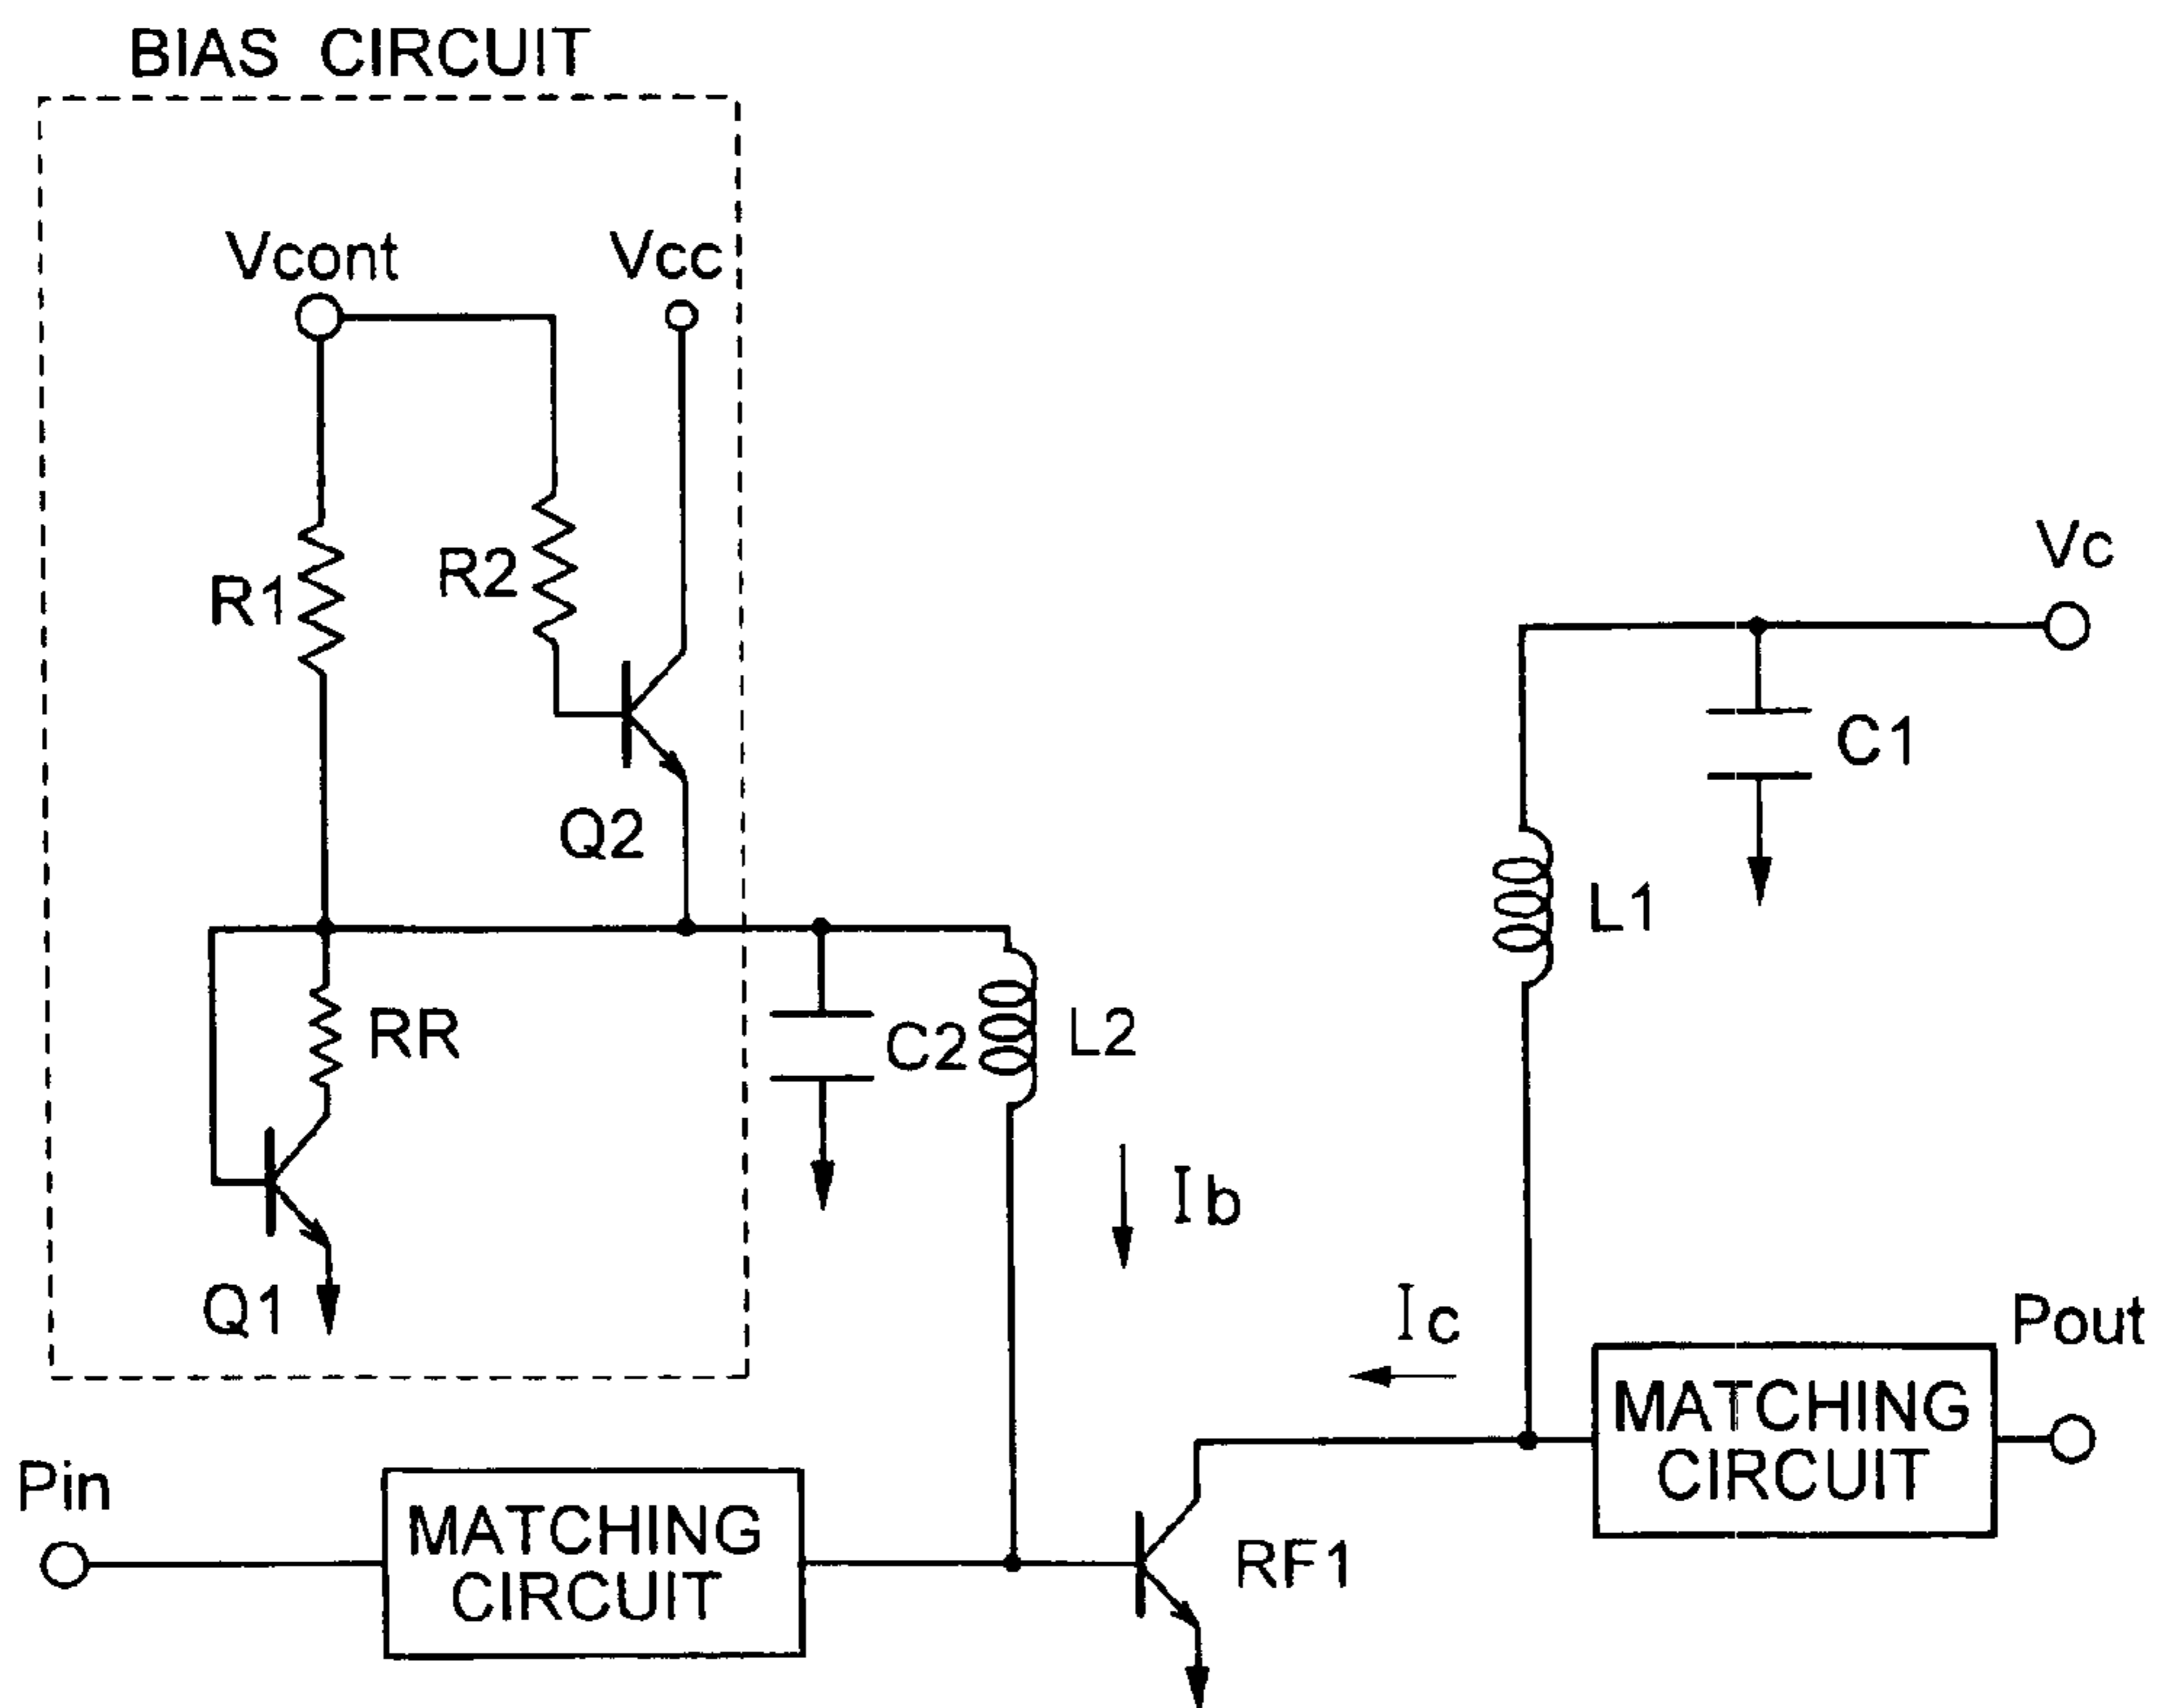 BIAS CIRCUIT
Vcont
Vcc
R1
R2
Vc
C1
Q2
L1
RR
C2
L2
Ib
Q1
Ic
Pout
MATCHING
CIRCUIT
Pin
MATCHING
CIRCUIT
RF1